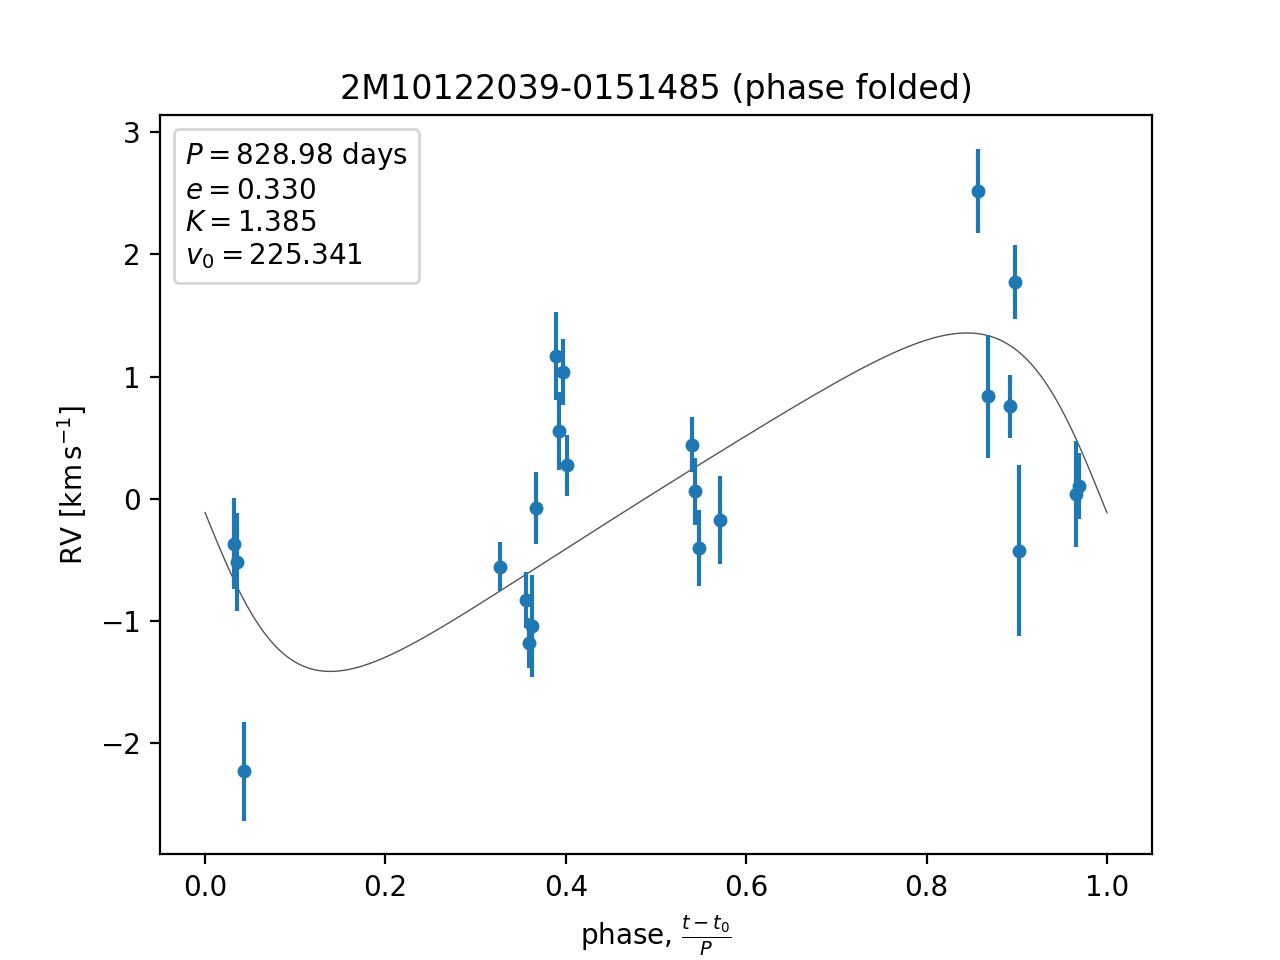 2M10122039-0151485 (phase folded)
P = 828.98 days
e = 0.330
K = 1.385
v₀ = 225.341
3
2
1
0
−1
−2
RV [km s⁻¹]
0.0 0.2 0.4 0.6 0.8 1.0
phase, (t − t₀)/P